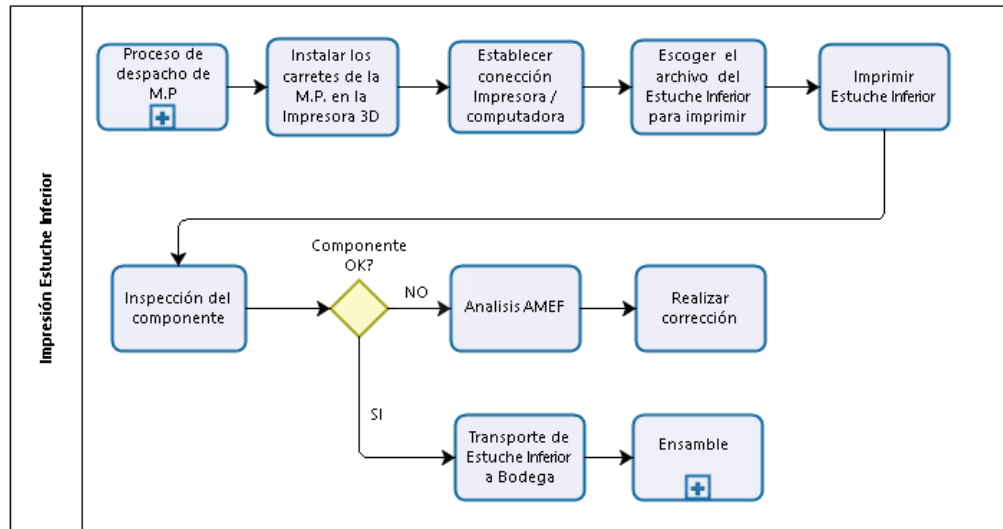 Impresión Estuche Inferior
Proceso de
despacho de
M.P
Instalar los
carretes de la
M.P. en la
Impresora 3D
Establecer
conección
Impresora /
computadora
Escoger el
archivo del
Estuche Inferior
para imprimir
Imprimir
Estuche Inferior
Inspección del
componente
Componente
OK?
NO
Analisis AMEF
Realizar
corrección
SI
Transporte de
Estuche Inferior
a Bodega
Ensamble